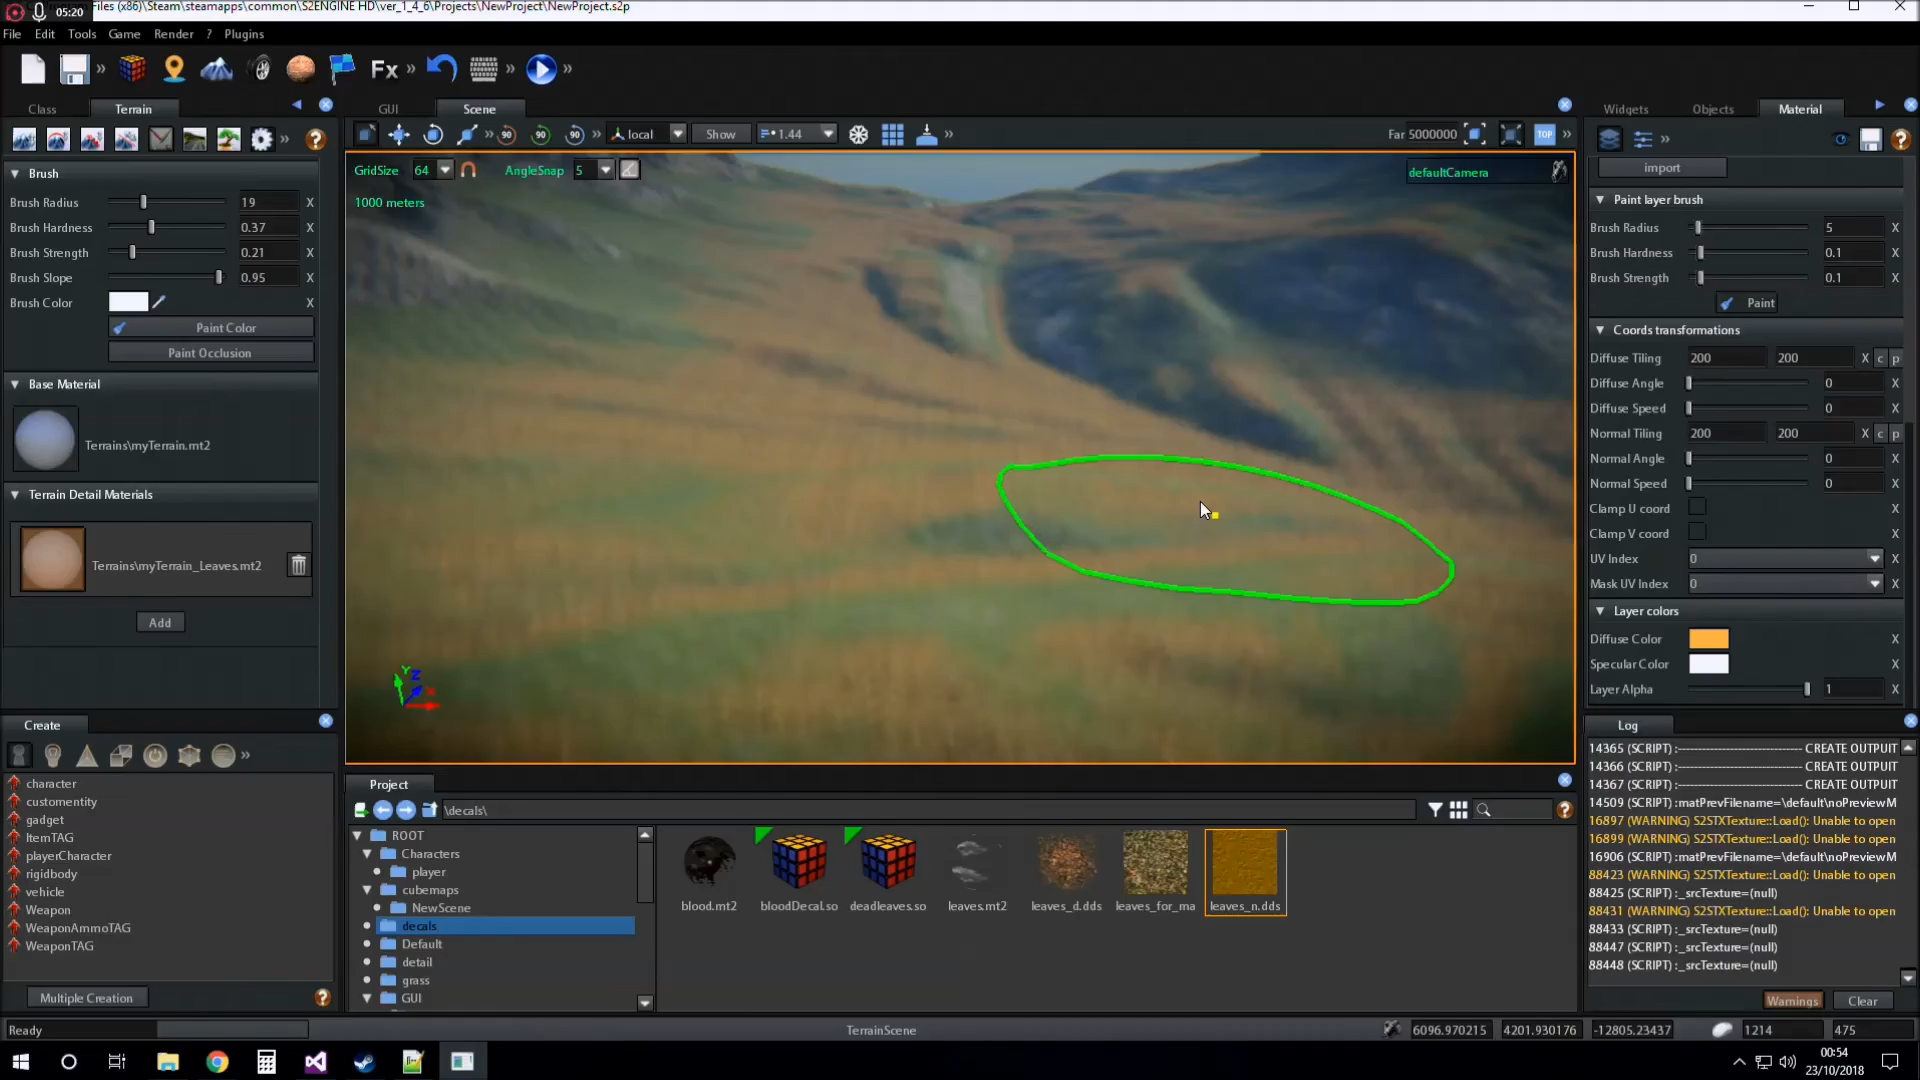 05:20
Files (x86)\Steam\steamapps\common\S2ENGINE HD\ver_1_4_6\Projects\NewProject\NewProject.s2p
File Edit Tools Game Render ? Plugins
Fx
Class Terrain
GUI Scene
Widgets Objects Material
90 90 90 local Show 1.44 Far 5000000 TOP
Brush
Brush Radius 19 X
Brush Hardness 0.37 X
Brush Strength 0.21 X
Brush Slope 0.95 X
Brush Color X
Paint Color
Paint Occlusion
Base Material
Terrains\myTerrain.mt2
Terrain Detail Materials
Terrains\myTerrain_Leaves.mt2
Add
GridSize 64 AngleSnap 5 defaultCamera
1000 meters
Y Z X
import
Paint layer brush
Brush Radius 5 X
Brush Hardness 0.1 X
Brush Strength 0.1 X
Paint
Coords transformations
Diffuse Tiling 200 200 X c p
Diffuse Angle 0 X
Diffuse Speed 0 X
Normal Tiling 200 200 X c p
Normal Angle 0 X
Normal Speed 0 X
Clamp U coord X
Clamp V coord X
UV Index 0 X
Mask UV Index 0 X
Layer colors
Diffuse Color X
Specular Color X
Layer Alpha 1 X
Create
character
customentity
gadget
ItemTAG
playerCharacter
rigidbody
vehicle
Weapon
WeaponAmmoTAG
WeaponTAG
Multiple Creation
Project
\decals\
ROOT
Characters
player
cubemaps
NewScene
decals
Default
detail
grass
GUI
blood.mt2 bloodDecal.so deadleaves.so leaves.mt2 leaves_d.dds leaves_for_ma leaves_n.dds
Log
14365 (SCRIPT) :------------------------------ CREATE OUTPUIT
14366 (SCRIPT) :------------------------------ CREATE OUTPUIT
14367 (SCRIPT) :------------------------------ CREATE OUTPUIT
14509 (SCRIPT) :matPrevFilename=\default\noPreviewM
16897 (WARNING) S2STXTexture::Load(): Unable to open
16899 (WARNING) S2STXTexture::Load(): Unable to open
16906 (SCRIPT) :matPrevFilename=\default\noPreviewM
88423 (WARNING) S2STXTexture::Load(): Unable to open
88425 (SCRIPT) :_srcTexture=(null)
88431 (WARNING) S2STXTexture::Load(): Unable to open
88433 (SCRIPT) :_srcTexture=(null)
88447 (SCRIPT) :_srcTexture=(null)
88448 (SCRIPT) :_srcTexture=(null)
Warnings Clear
Ready TerrainScene 6096.970215 4201.930176 -12805.23437 1214 475
00:54
23/10/2018